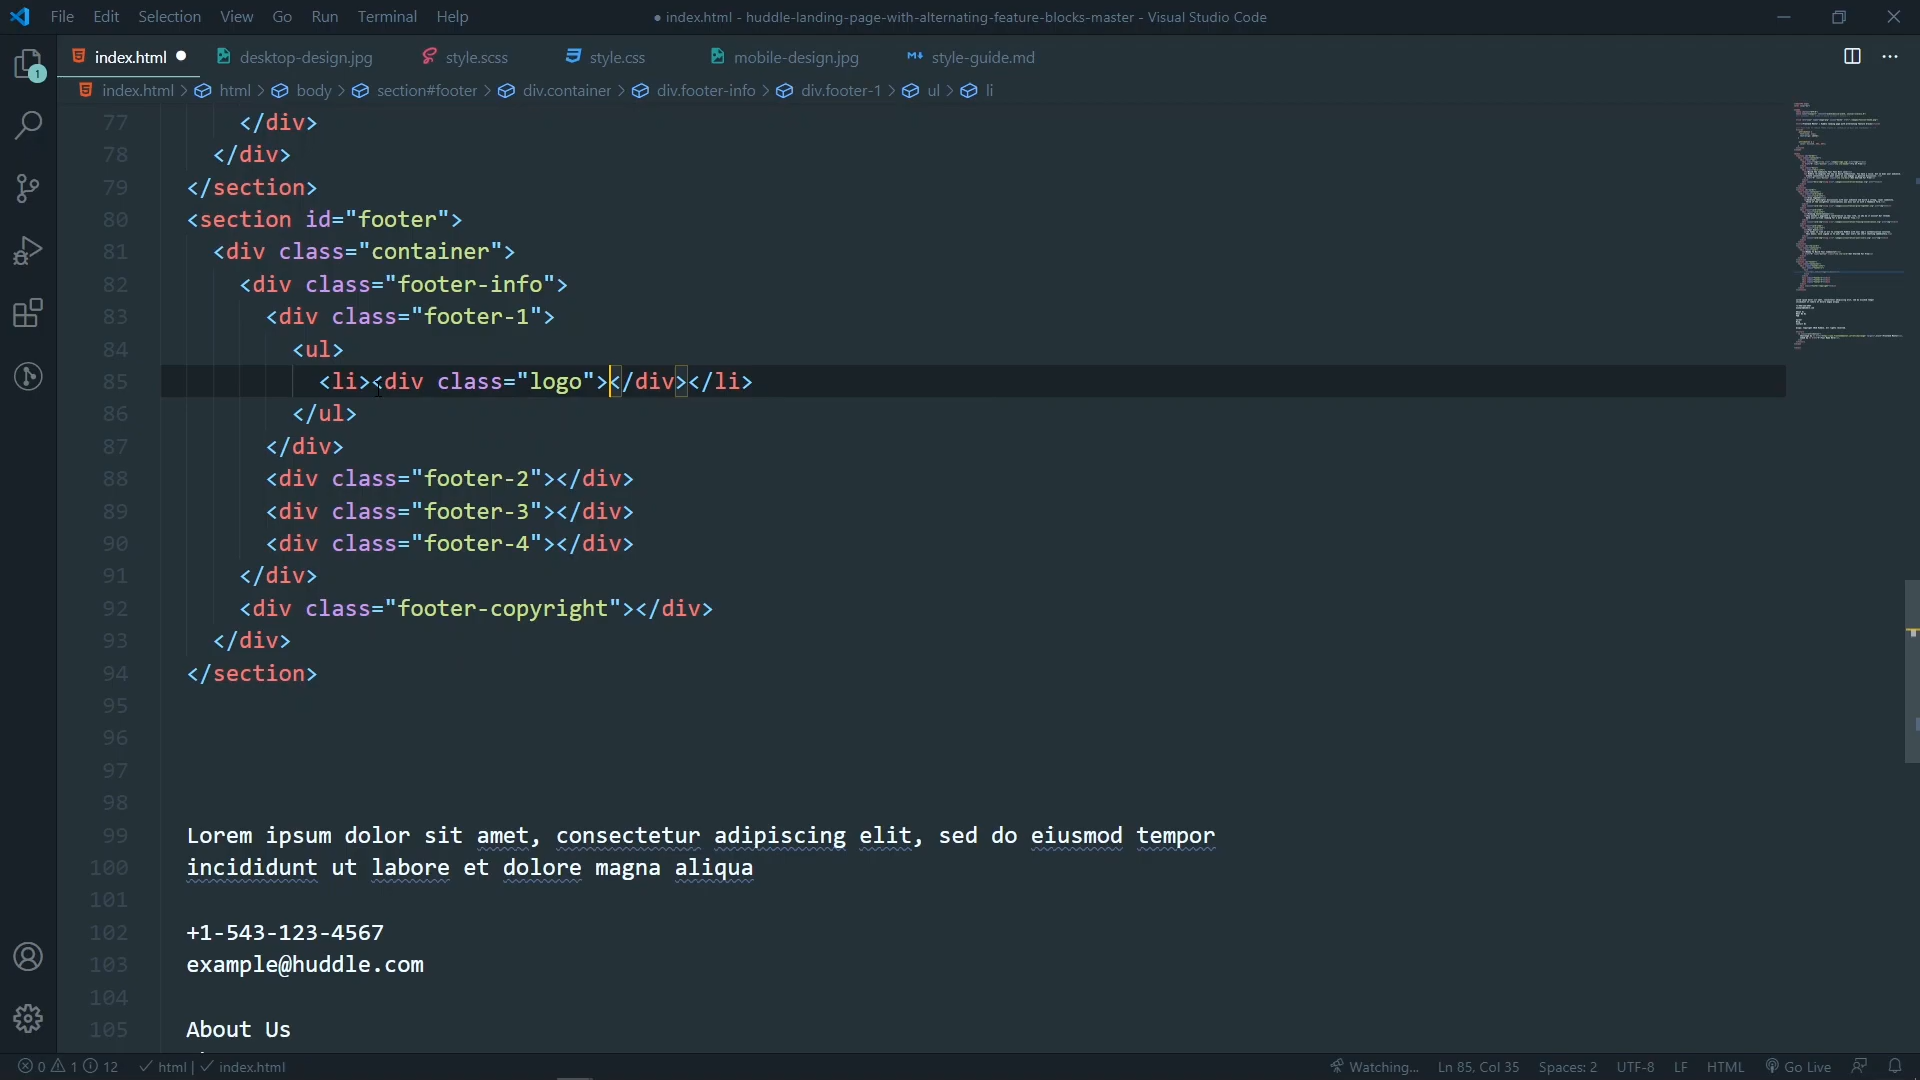 File Edit Selection View Go Run Terminal Help
● index.html - huddle-landing-page-with-alternating-feature-blocks-master - Visual Studio Code
index.html ● desktop-design.jpg style.scss style.css mobile-design.jpg style-guide.md
index.html > html > body > section#footer > div.container > div.footer-info > div.footer-1 > ul > li
1
77 </div>
78 </div>
79 </section>
80 <section id="footer">
81 <div class="container">
82 <div class="footer-info">
83 <div class="footer-1">
84 <ul>
85 <li><div class="logo"></div></li>
86 </ul>
87 </div>
88 <div class="footer-2"></div>
89 <div class="footer-3"></div>
90 <div class="footer-4"></div>
91 </div>
92 <div class="footer-copyright"></div>
93 </div>
94 </section>
95
96
97
98
99 Lorem ipsum dolor sit amet, consectetur adipiscing elit, sed do eiusmod tempor
100 incididunt ut labore et dolore magna aliqua
101
102 +1-543-123-4567
103 example@huddle.com
104
105 About Us
0 1 12 html | index.html Watching... Ln 85, Col 35 Spaces: 2 UTF-8 LF HTML Go Live